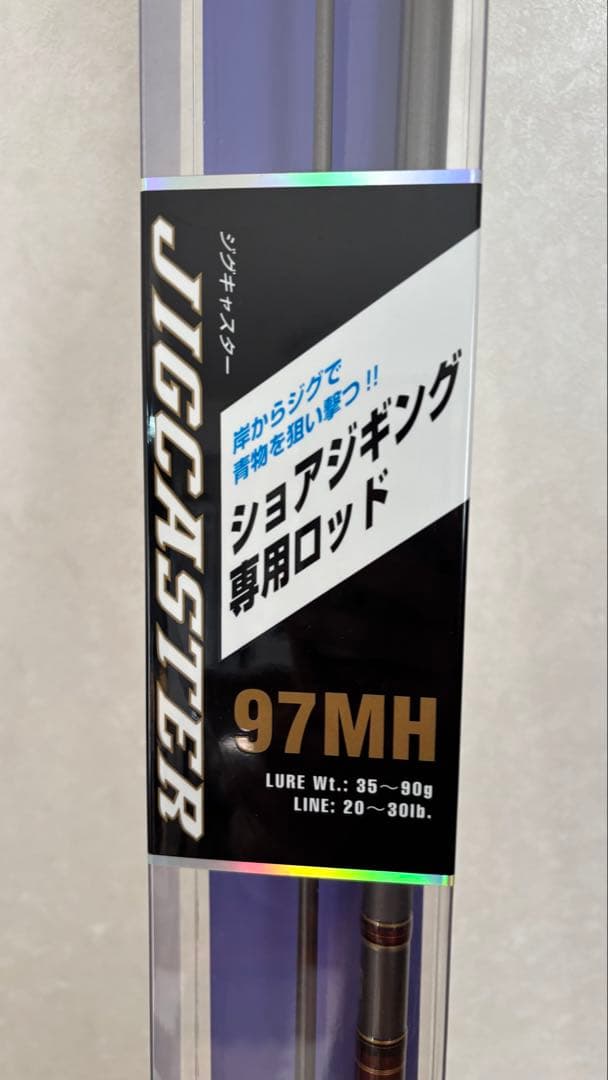 JIGCASTER
ジグキャスター
岸からジグで
青物を狙い撃つ!!
ショアジギング
専用ロッド
97MH
LURE Wt.: 35〜90g
LINE: 20〜30lb.